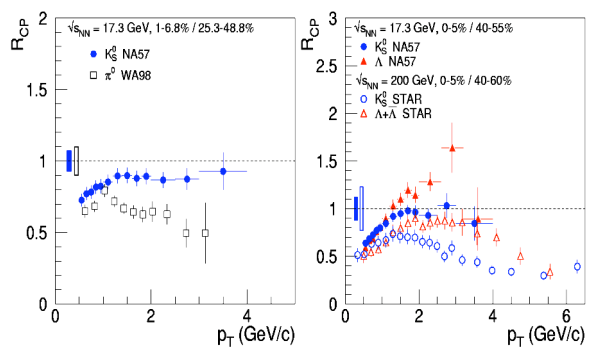 R_CP
√s_NN = 17.3 GeV, 1-6.8% / 25.3-48.8%
K⁰_S NA57
π⁰ WA98
2
1.5
1
0.5
0
0 2 4
p_T (GeV/c)
R_CP
√s_NN = 17.3 GeV, 0-5% / 40-55%
K⁰_S NA57
Λ NA57
√s_NN = 200 GeV, 0-5% / 40-60%
K⁰_S STAR
Λ+Λ̅ STAR
3
2.5
2
1.5
1
0.5
0
0 2 4 6
p_T (GeV/c)